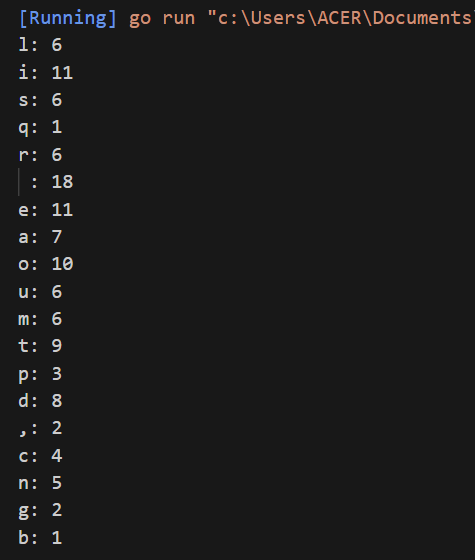 [Running] go run "c:\Users\ACER\Documents
l: 6
i: 11
s: 6
q: 1
r: 6
 : 18
e: 11
a: 7
o: 10
u: 6
m: 6
t: 9
p: 3
d: 8
,: 2
c: 4
n: 5
g: 2
b: 1